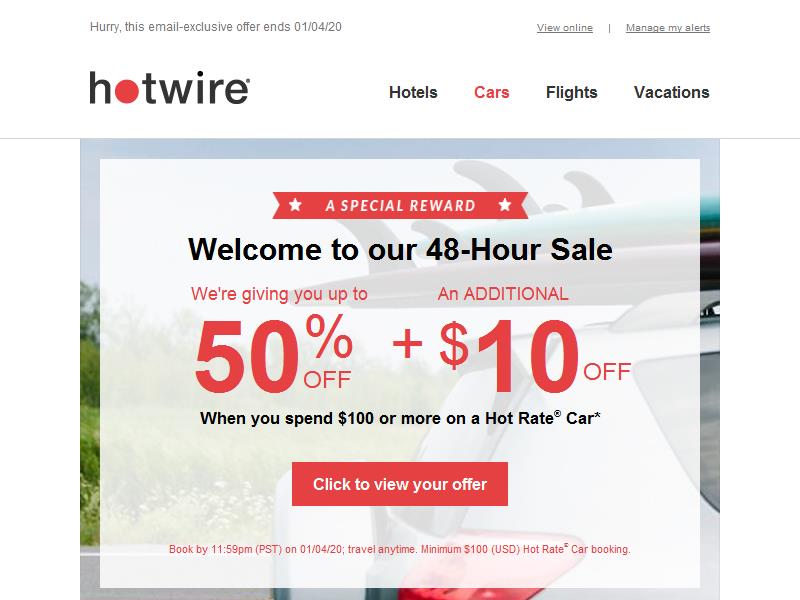 Hurry, this email-exclusive offer ends 01/04/20
View online | Manage my alerts
hotwire®
Hotels Cars Flights Vacations
A SPECIAL REWARD
Welcome to our 48-Hour Sale
We're giving you up to
50% OFF
+
An ADDITIONAL
$10 OFF
When you spend $100 or more on a Hot Rate® Car*
Click to view your offer
Book by 11:59pm (PST) on 01/04/20; travel anytime. Minimum $100 (USD) Hot Rate® Car booking.